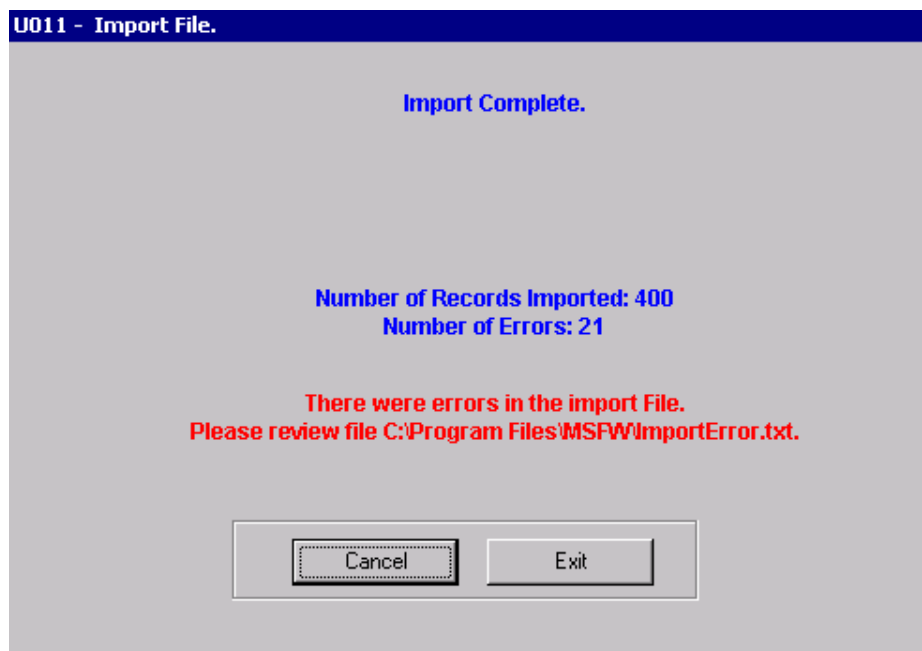 U011 - Import File.
Import Complete.
Number of Records Imported: 400
Number of Errors: 21
There were errors in the import File.
Please review file C:\Program Files\MSFW\ImportError.txt.
Cancel Exit